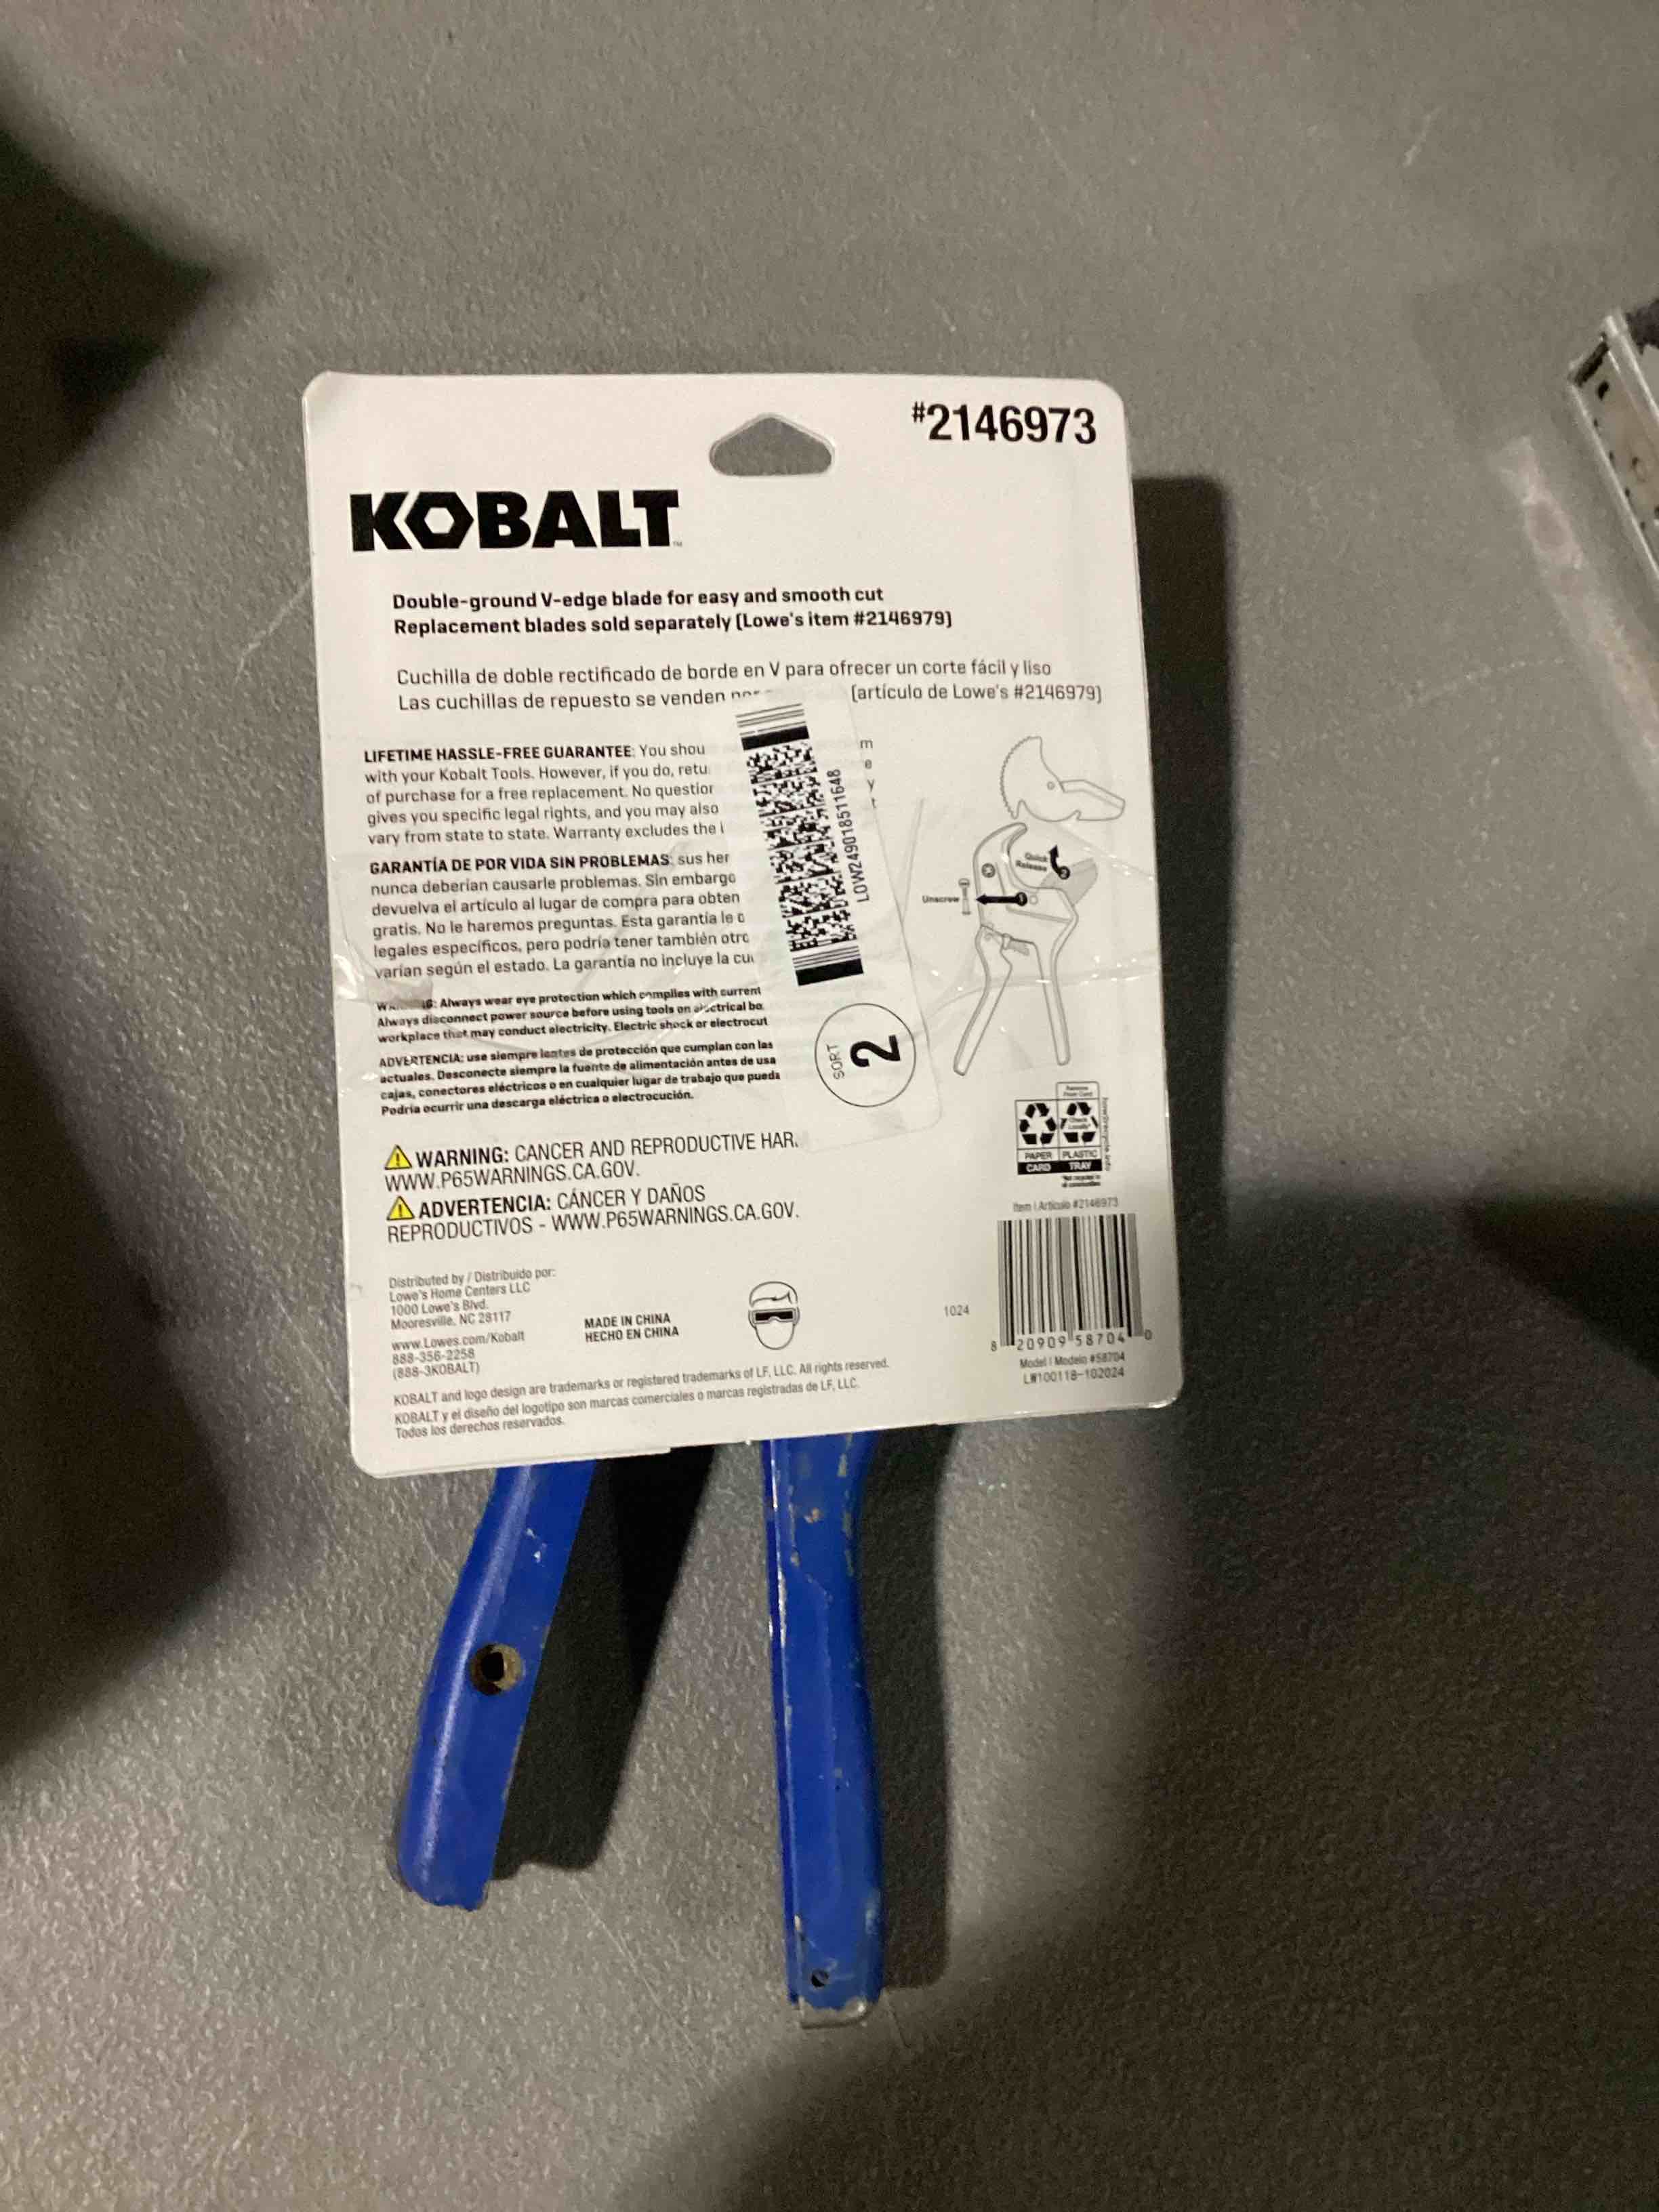 #2146973
KOBALT™
Double-ground V-edge blade for easy and smooth cut
Replacement blades sold separately (Lowe's item #2146979)
Cuchilla de doble rectificado de borde en V para ofrecer un corte fácil y liso
Las cuchillas de repuesto se venden (artículo de Lowe's #2146979)
LIFETIME HASSLE-FREE GUARANTEE: You shou m
with your Kobalt Tools. However, if you do, retu e
of purchase for a free replacement. No question y
gives you specific legal rights, and you may also t
vary from state to state. Warranty excludes the
GARANTÍA DE POR VIDA SIN PROBLEMAS: sus her
nunca deberían causarle problemas. Sin embargo
devuelva el artículo al lugar de compra para obten
gratis. No le haremos preguntas. Esta garantía le
legales específicos, pero podría tener también otro
varían según el estado. La garantía no incluye la
LOW24901851164B
SORT
2
Unscrew
1
Quick
Release
2
Always wear eye protection which complies with current
Always disconnect power source before using tools on electrical bo
workplace that may conduct electricity. Electric shock or electrocut
ADVERTENCIA: use siempre lentes de protección que cumplan con las
actuales. Desconecte siempre la fuente de alimentación antes de usa
cajas, conectores eléctricos o en cualquier lugar de trabajo que pueda
Podría ocurrir una descarga eléctrica o electrocución.
WARNING: CANCER AND REPRODUCTIVE HAR
WWW.P65WARNINGS.CA.GOV.
ADVERTENCIA: CÁNCER Y DAÑOS
REPRODUCTIVOS - WWW.P65WARNINGS.CA.GOV.
PAPER PLASTIC
CARD TRAY
Item | Artículo #2146973
8 20909 58704 0
Model | Modelo #58704
LW100118-102024
1024
Distributed by / Distribuido por:
Lowe's Home Centers LLC
1000 Lowe's Blvd.
Mooresville, NC 28117
www.Lowes.com/Kobalt
888-356-2258
(888-3KOBALT)
MADE IN CHINA
HECHO EN CHINA
KOBALT and logo design are trademarks or registered trademarks of LF, LLC. All rights reserved.
KOBALT y el diseño del logotipo son marcas comerciales o marcas registradas de LF, LLC.
Todos los derechos reservados.